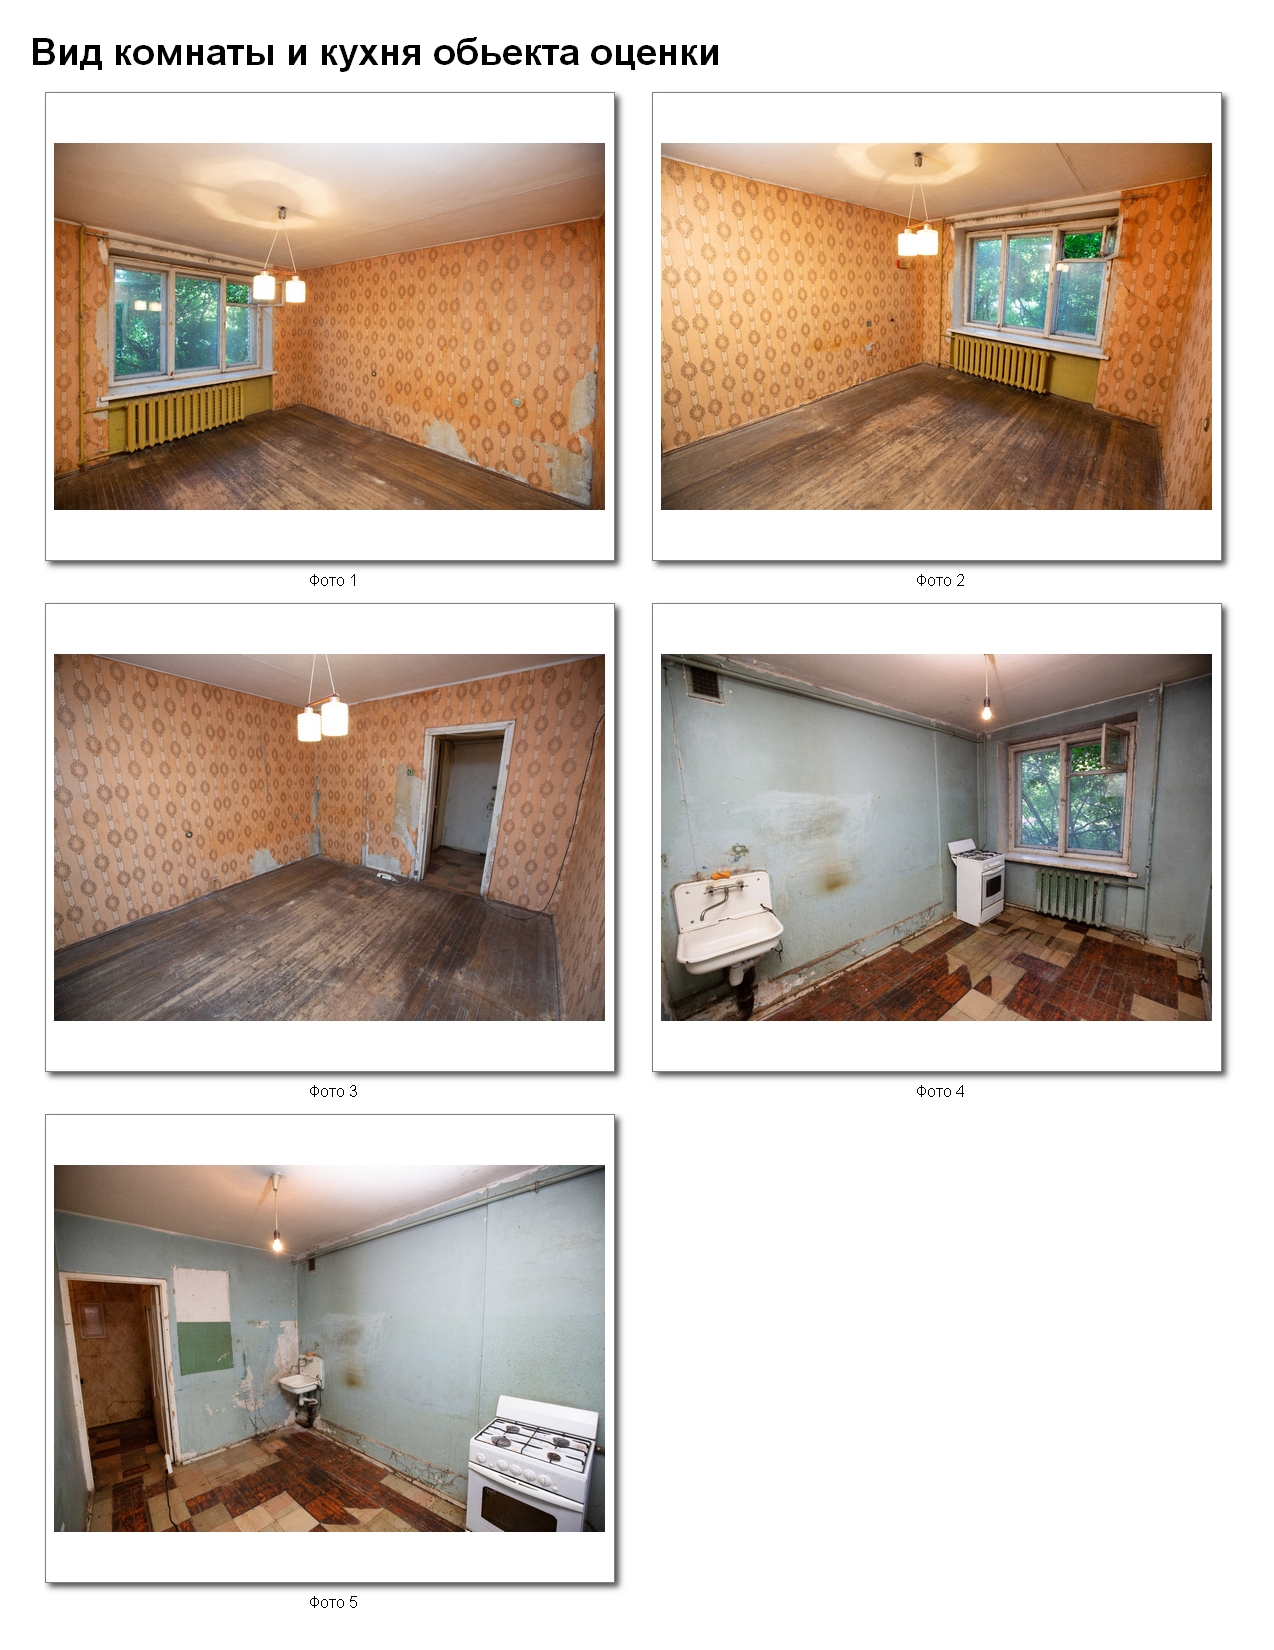 Вид комнаты и кухня обьекта оценки
Фото 1
Фото 2
Фото 3
Фото 4
Фото 5